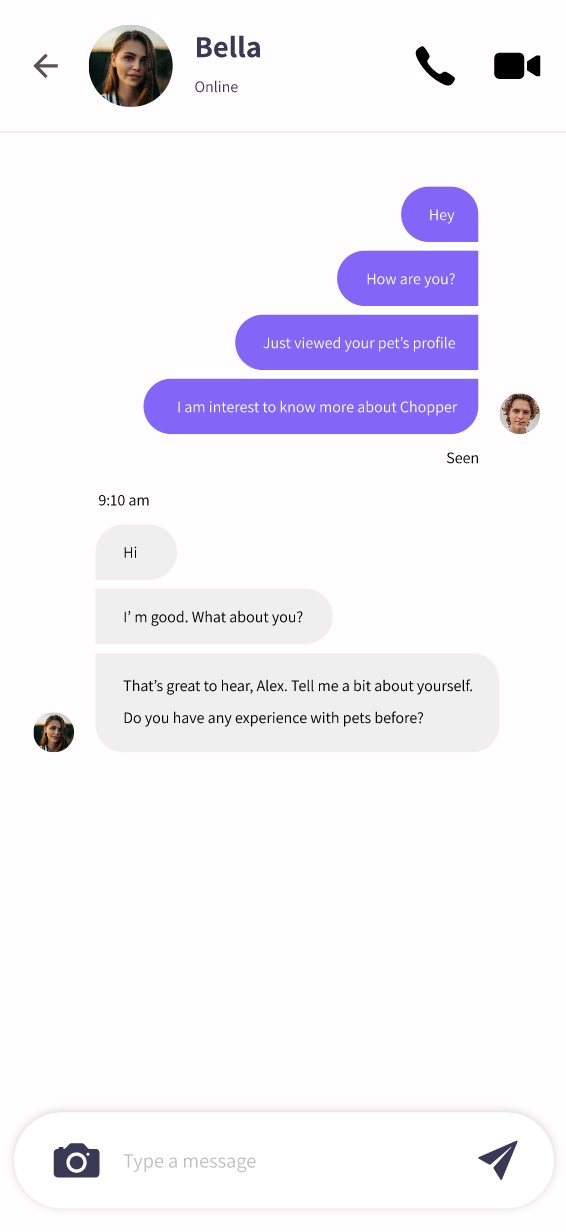 Bella
Online
Hey
How are you?
Just viewed your pet’s profile
I am interest to know more about Chopper
Seen
9:10 am
Hi
I’ m good. What about you?
That’s great to hear, Alex. Tell me a bit about yourself.
Do you have any experience with pets before?
Type a message